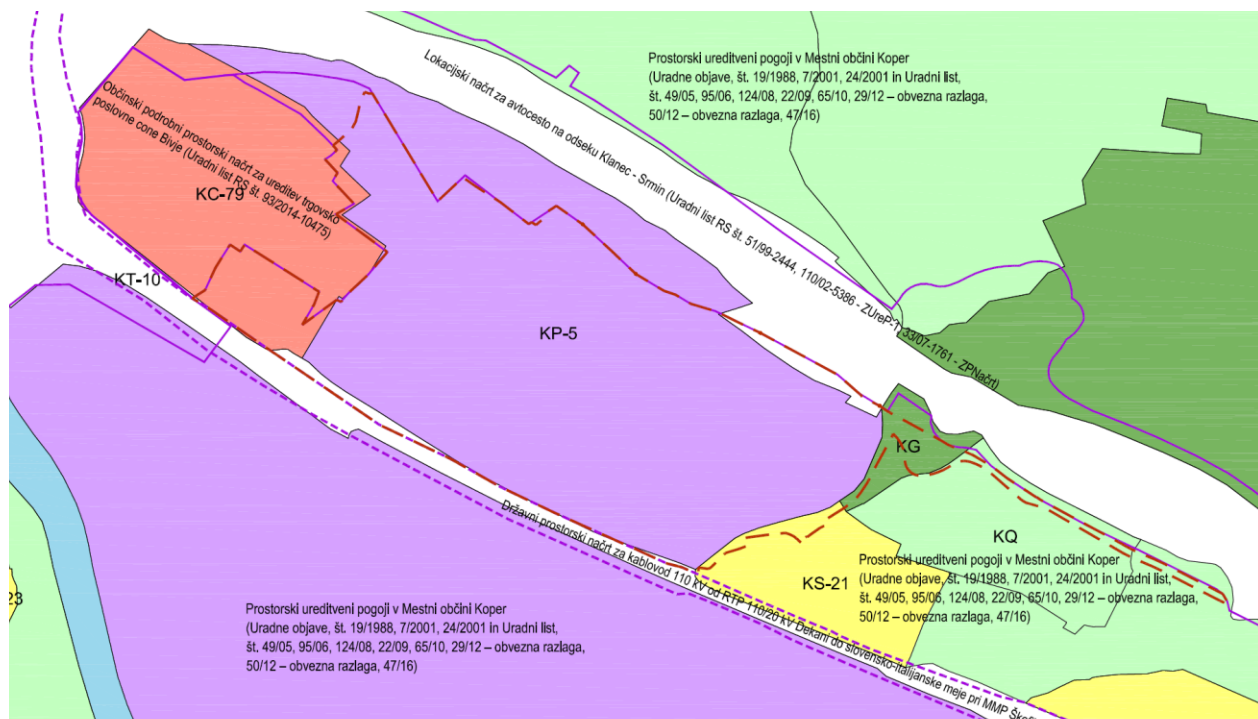 Prostorski ureditveni pogoji v Mestni občini Koper
(Uradne objave, št. 19/1988, 7/2001, 24/2001 in Uradni list,
št. 49/05, 95/06, 124/08, 22/09, 65/10, 29/12 – obvezna razlaga,
50/12 – obvezna razlaga, 47/16)
Lokacijski načrt za avtocesto na odseku Klanec - Srmin (Uradni list RS št. 51/99-2444, 110/02-5386 - ZUreP-1, 33/07-1761 - ZPNačrt)
Občinski podrobni prostorski načrt za ureditev trgovsko
poslovne cone Bivje (Uradni list RS št. 93/2014-10475)
KC-79
KT-10
KP-5
KG
KQ
Prostorski ureditveni pogoji v Mestni občini Koper
(Uradne objave, št. 19/1988, 7/2001, 24/2001 in Uradni list,
št. 49/05, 95/06, 124/08, 22/09, 65/10, 29/12 – obvezna razlaga,
50/12 – obvezna razlaga, 47/16)
KS-21
Državni prostorski načrt za kablovod 110 kV od RTP 110/20 kV Dekani do slovensko-italijanske meje pri MMP
23
Prostorski ureditveni pogoji v Mestni občini Koper
(Uradne objave, št. 19/1988, 7/2001, 24/2001 in Uradni list,
št. 49/05, 95/06, 124/08, 22/09, 65/10, 29/12 – obvezna razlaga,
50/12 – obvezna razlaga, 47/16)